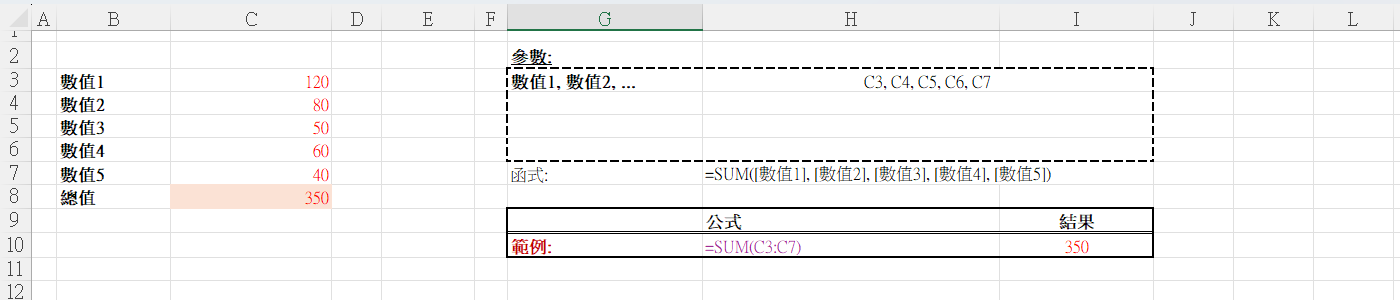 A B C D E F G H I J K L
1
2 參數:
3 數值1 120 數值1, 數值2, ... C3, C4, C5, C6, C7
4 數值2 80
5 數值3 50
6 數值4 60
7 數值5 40 函式: =SUM([數值1], [數值2], [數值3], [數值4], [數值5])
8 總值 350
9 公式 結果
10 範例: =SUM(C3:C7) 350
11
12